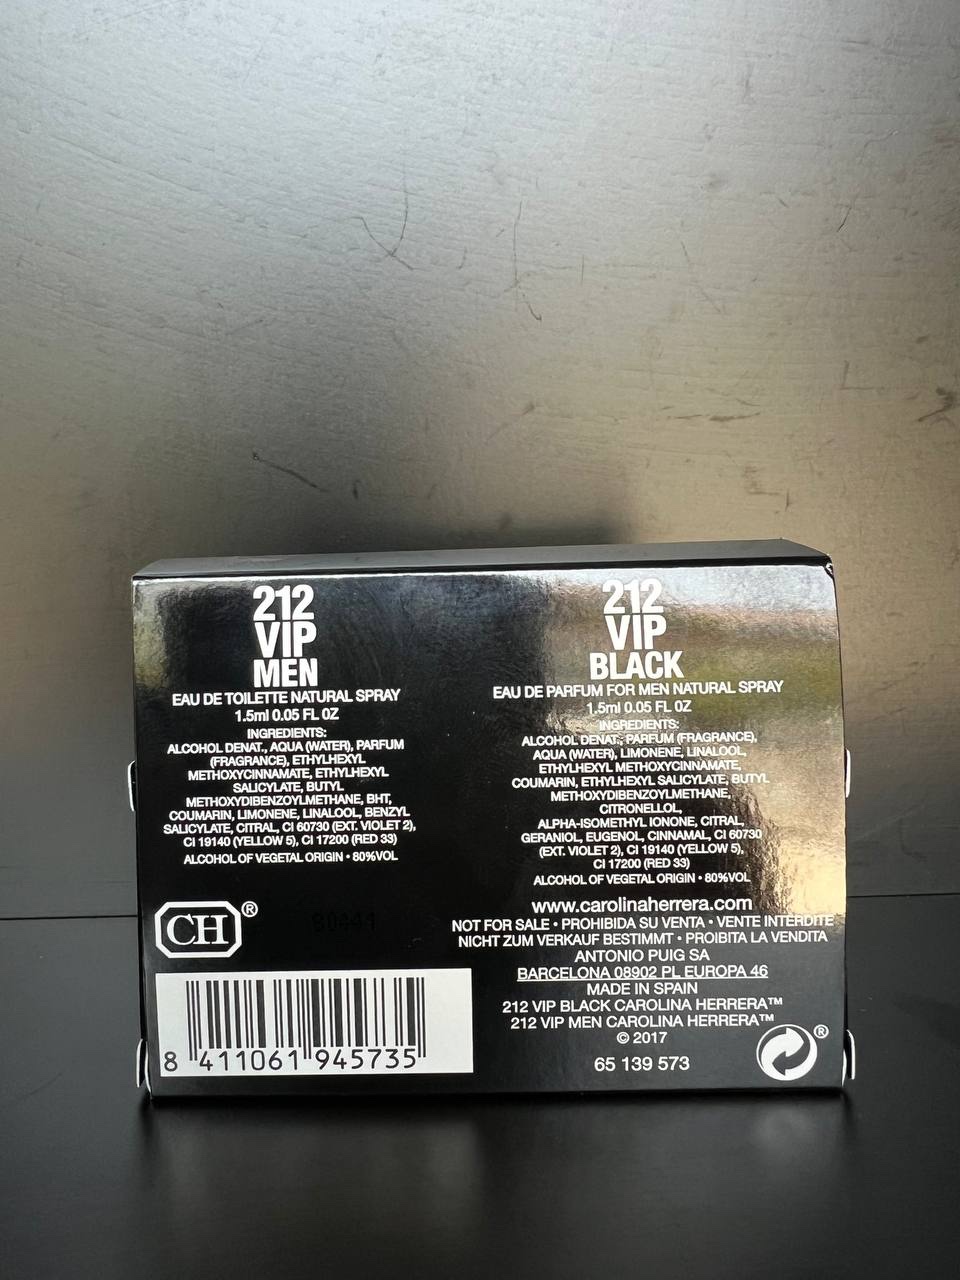 212
VIP
MEN
EAU DE TOILETTE NATURAL SPRAY
1.5ml 0.05 FL 0Z
INGREDIENTS:
ALCOHOL DENAT., AQUA (WATER), PARFUM
(FRAGRANCE), ETHYLHEXYL
METHOXYCINNAMATE, ETHYLHEXYL
SALICYLATE, BUTYL
METHOXYDIBENZOYLMETHANE, BHT,
COUMARIN, LIMONENE, LINALOOL, BENZYL
SALICYLATE, CITRAL, CI 60730 (EXT. VIOLET 2),
CI 19140 (YELLOW 5), CI 17200 (RED 33)
ALCOHOL OF VEGETAL ORIGIN • 80%VOL
CH®
80441
8 411061 945735
212
VIP
BLACK
EAU DE PARFUM FOR MEN NATURAL SPRAY
1.5ml 0.05 FL 0Z
INGREDIENTS:
ALCOHOL DENAT., PARFUM (FRAGRANCE),
AQUA (WATER), LIMONENE, LINALOOL,
ETHYLHEXYL METHOXYCINNAMATE,
COUMARIN, ETHYLHEXYL SALICYLATE, BUTYL
METHOXYDIBENZOYLMETHANE,
CITRONELLOL,
ALPHA-ISOMETHYL IONONE, CITRAL,
GERANIOL, EUGENOL, CINNAMAL, CI 60730
(EXT. VIOLET 2), CI 19140 (YELLOW 5),
CI 17200 (RED 33)
ALCOHOL OF VEGETAL ORIGIN • 80%VOL
www.carolinaherrera.com
NOT FOR SALE • PROHIBIDA SU VENTA • VENTE INTERDITE
NICHT ZUM VERKAUF BESTIMMT • PROIBITA LA VENDITA
ANTONIO PUIG SA
BARCELONA 08902 PL EUROPA 46
MADE IN SPAIN
212 VIP BLACK CAROLINA HERRERA™
212 VIP MEN CAROLINA HERRERA™
© 2017
65 139 573
®